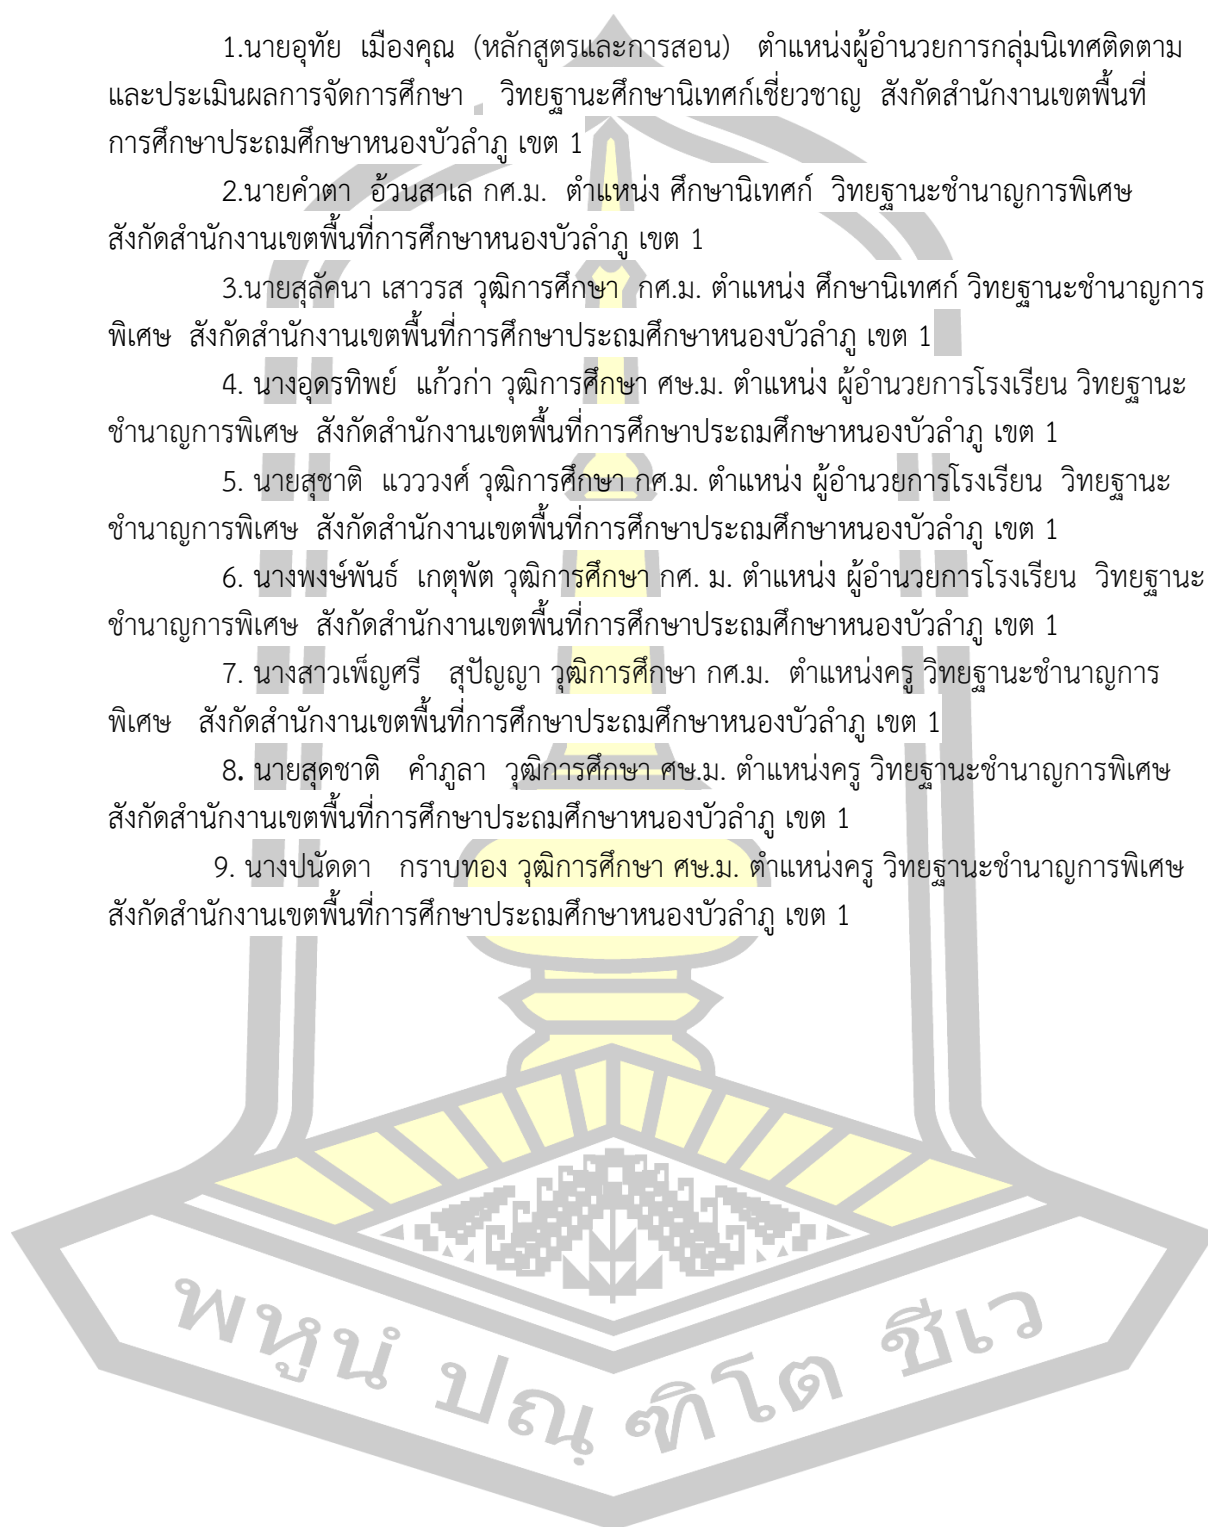 1.นายอุทัย เมืองคุณ (หลักสูตรและการสอน) ตำแหน่งผู้อำนวยการกลุ่มนิเทศติดตาม
และประเมินผลการจัดการศึกษา วิทยฐานะศึกษานิเทศก์เชี่ยวชาญ สังกัดสำนักงานเขตพื้นที่
การศึกษาประถมศึกษาหนองบัวลำภู เขต 1
2.นายคำตา อ้วนสาเล กศ.ม. ตำแหน่ง ศึกษานิเทศก์ วิทยฐานะชำนาญการพิเศษ
สังกัดสำนักงานเขตพื้นที่การศึกษาหนองบัวลำภู เขต 1
3.นายสุลัคนา เสาวรส วุฒิการศึกษา กศ.ม. ตำแหน่ง ศึกษานิเทศก์ วิทยฐานะชำนาญการ
พิเศษ สังกัดสำนักงานเขตพื้นที่การศึกษาประถมศึกษาหนองบัวลำภู เขต 1
4. นางอุดรทิพย์ แก้วก่า วุฒิการศึกษา ศษ.ม. ตำแหน่ง ผู้อำนวยการโรงเรียน วิทยฐานะ
ชำนาญการพิเศษ สังกัดสำนักงานเขตพื้นที่การศึกษาประถมศึกษาหนองบัวลำภู เขต 1
5. นายสุชาติ แวววงศ์ วุฒิการศึกษา กศ.ม. ตำแหน่ง ผู้อำนวยการโรงเรียน วิทยฐานะ
ชำนาญการพิเศษ สังกัดสำนักงานเขตพื้นที่การศึกษาประถมศึกษาหนองบัวลำภู เขต 1
6. นางพงษ์พันธ์ เกตุพัต วุฒิการศึกษา กศ. ม. ตำแหน่ง ผู้อำนวยการโรงเรียน วิทยฐานะ
ชำนาญการพิเศษ สังกัดสำนักงานเขตพื้นที่การศึกษาประถมศึกษาหนองบัวลำภู เขต 1
7. นางสาวเพ็ญศรี สุปัญญา วุฒิการศึกษา กศ.ม. ตำแหน่งครู วิทยฐานะชำนาญการ
พิเศษ สังกัดสำนักงานเขตพื้นที่การศึกษาประถมศึกษาหนองบัวลำภู เขต 1
8. นายสุดชาติ คำภูลา วุฒิการศึกษา ศษ.ม. ตำแหน่งครู วิทยฐานะชำนาญการพิเศษ
สังกัดสำนักงานเขตพื้นที่การศึกษาประถมศึกษาหนองบัวลำภู เขต 1
9. นางปนัดดา กราบทอง วุฒิการศึกษา ศษ.ม. ตำแหน่งครู วิทยฐานะชำนาญการพิเศษ
สังกัดสำนักงานเขตพื้นที่การศึกษาประถมศึกษาหนองบัวลำภู เขต 1
พหูนํ ปณฺฑิโต ชีเว